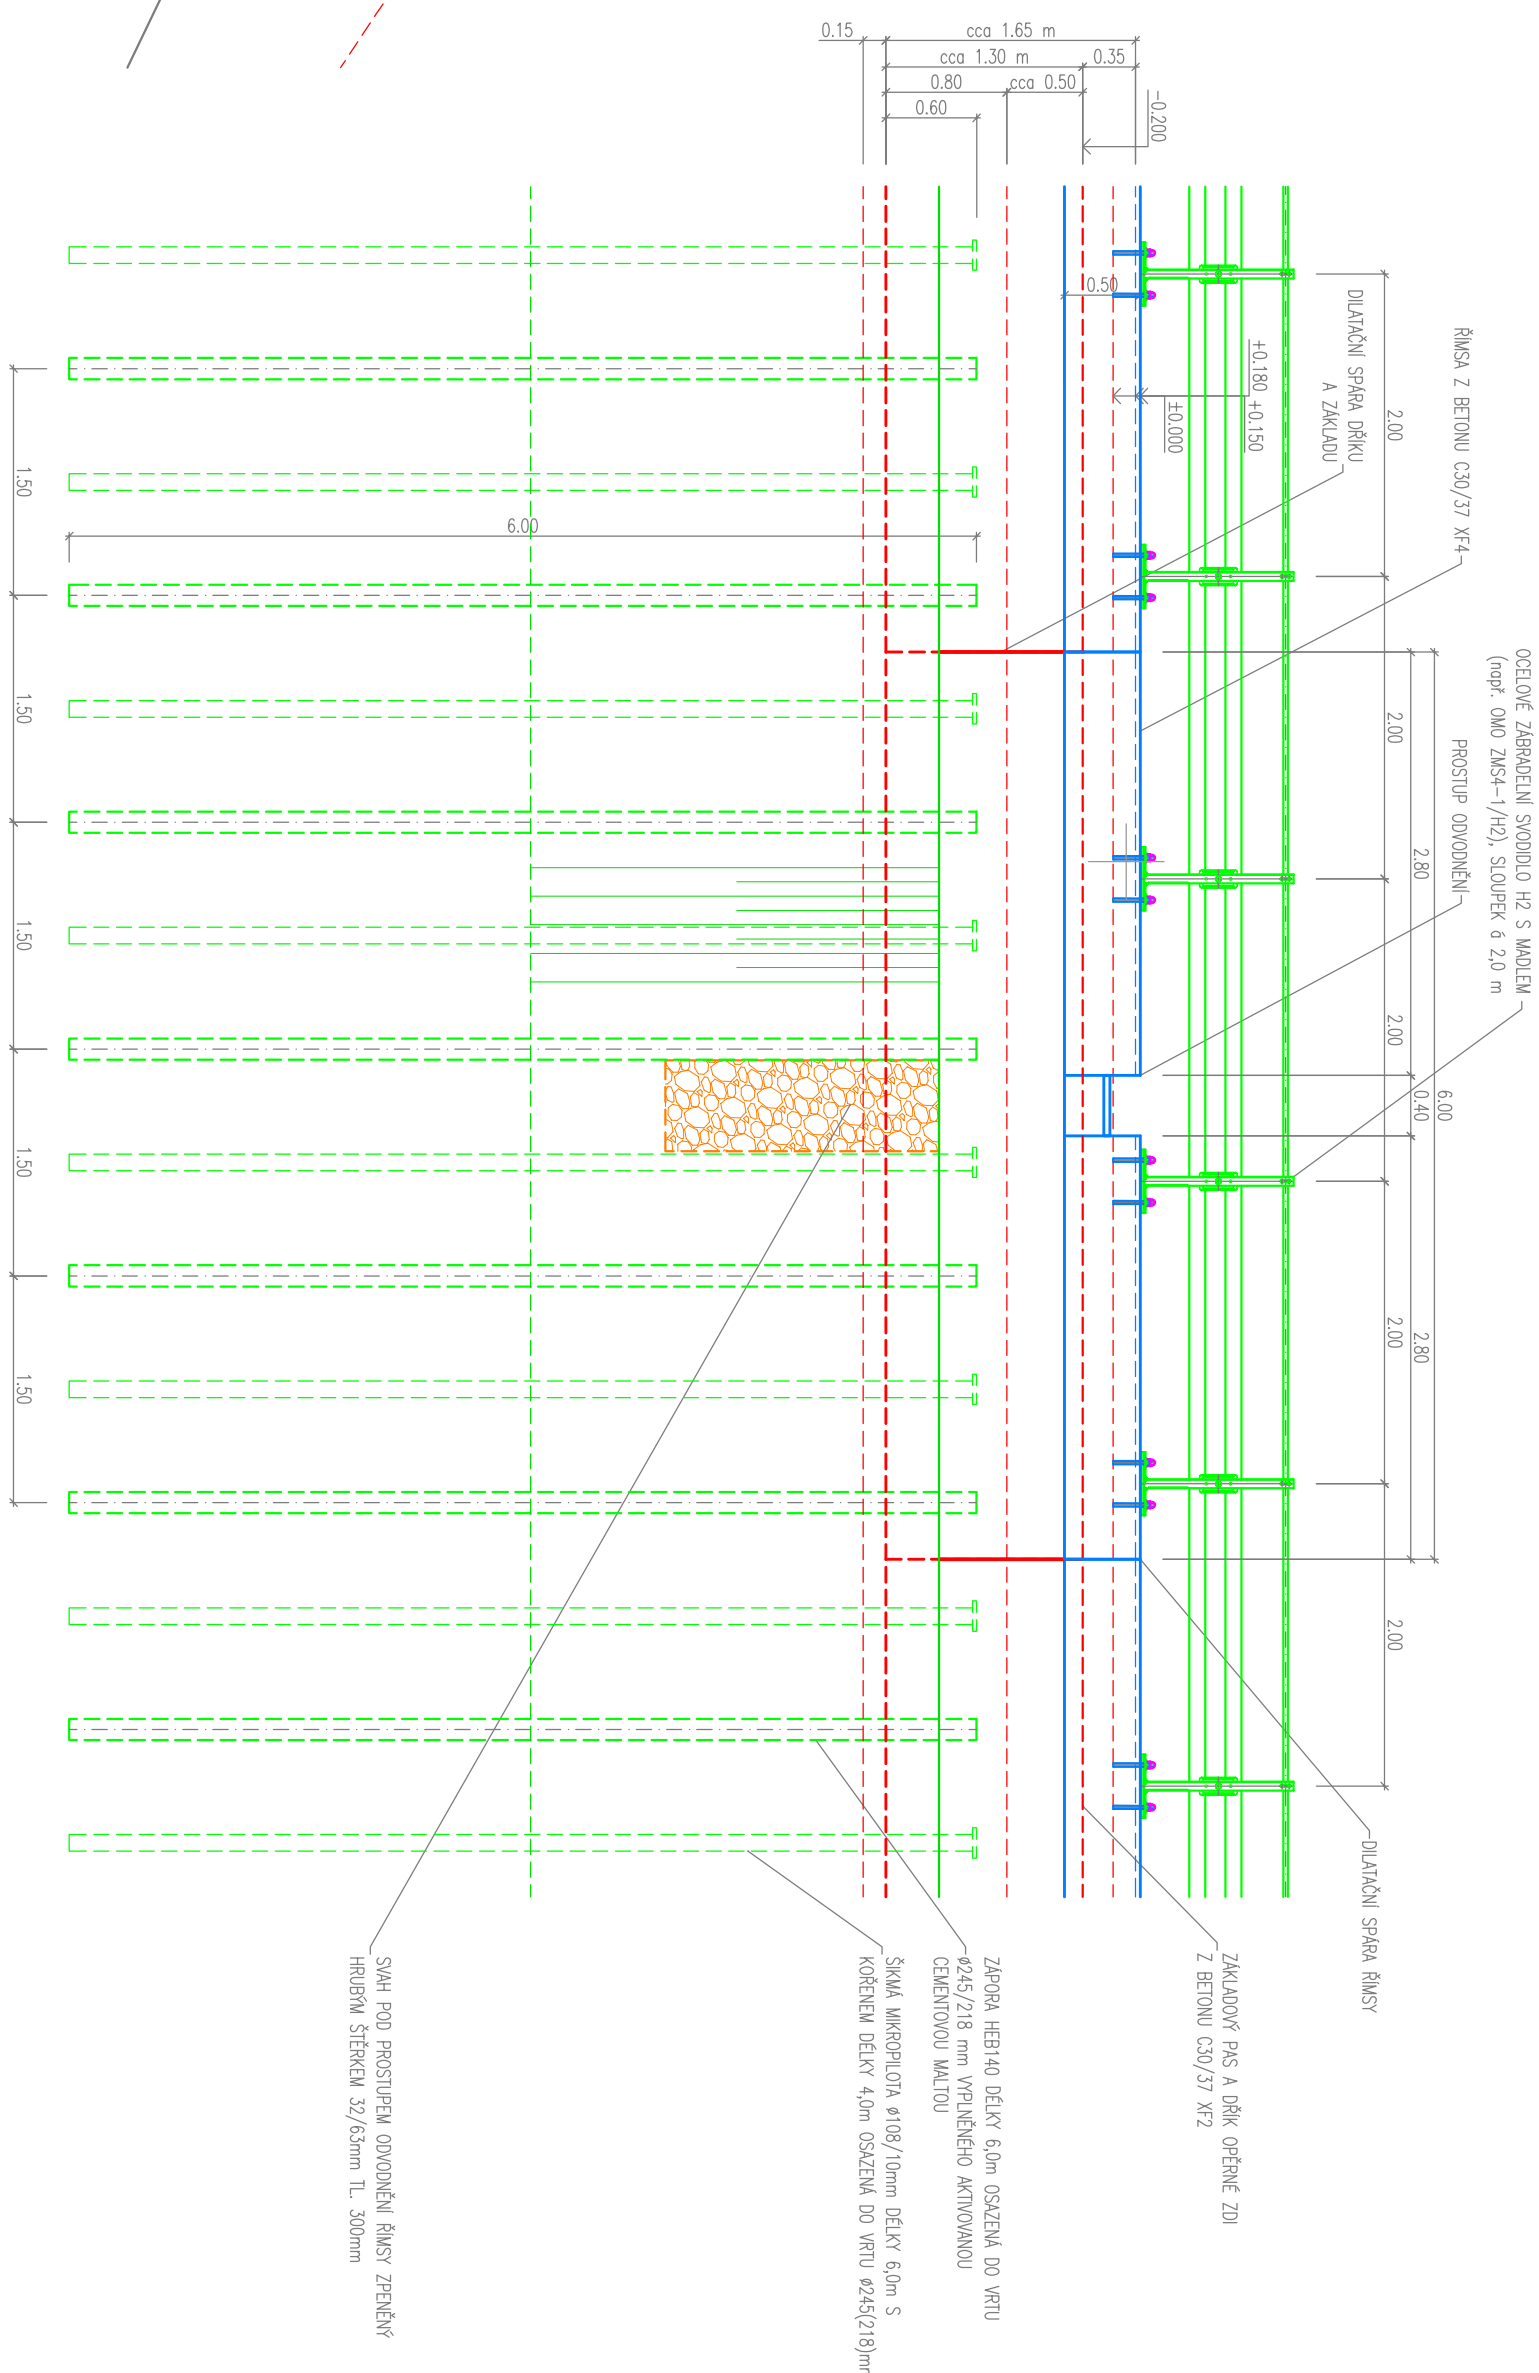 OCELOVÉ ZÁBRADELNÍ SVODIDLO H2 S MADLEM
(např. OMO ZMS4-1/H2), SLOUPEK á 2,0 m
ŘÍMSA Z BETONU C30/37 XF4
PROSTUP ODVODNĚNÍ
DILATAČNÍ SPÁRA DŘÍKU
A ZÁKLADU
6.00
2.80
0.40
2.80
2.00
2.00
2.00
2.00
2.00
DILATAČNÍ SPÁRA ŘÍMSY
ZÁKLADOVÝ PAS A DŘÍK OPĚRNÉ ZDI
Z BETONU C30/37 XF2
+0.180
+0.150
±0.000
-0.200
0.50
0.15
cca 1.65 m
cca 1.30 m
0.35
0.80
cca 0.50
0.60
6.00
ZÁPORA HEB140 DÉLKY 6,0m OSAZENÁ DO VRTU
Ø245/218 mm VYPLNĚNÉHO AKTIVOVANOU
CEMENTOVOU MALTOU
ŠIKMÁ MIKROPILOTA Ø108/10mm DÉLKY 6,0m S
KOŘENEM DÉLKY 4,0m OSAZENÁ DO VRTU Ø245(218)mr
SVAH POD PROSTUPEM ODVODNĚNÍ ŘÍMSY ZPENĚNÝ
HRUBÝM ŠTĚRKEM 32/63mm TL. 300mm
1.50
1.50
1.50
1.50
1.50